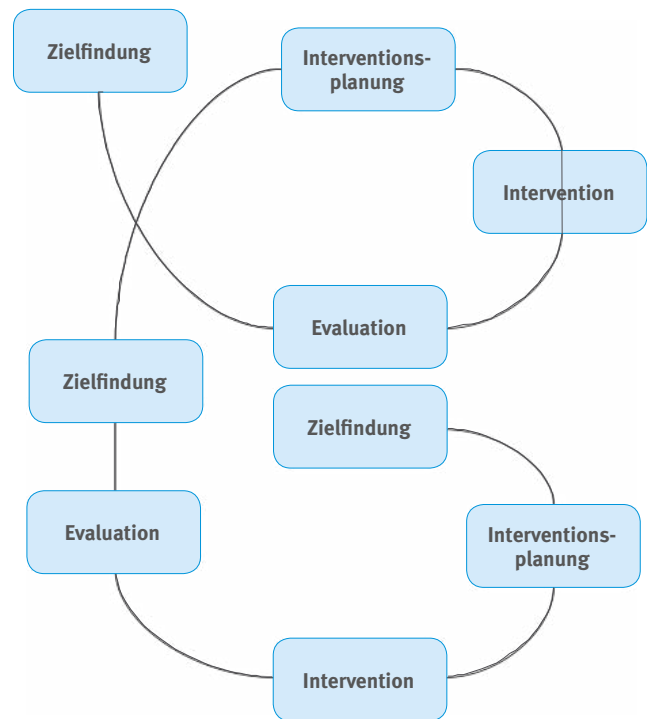 Zielfindung
Interventions-
planung
Intervention
Evaluation
Zielfindung
Zielfindung
Evaluation
Interventions-
planung
Intervention